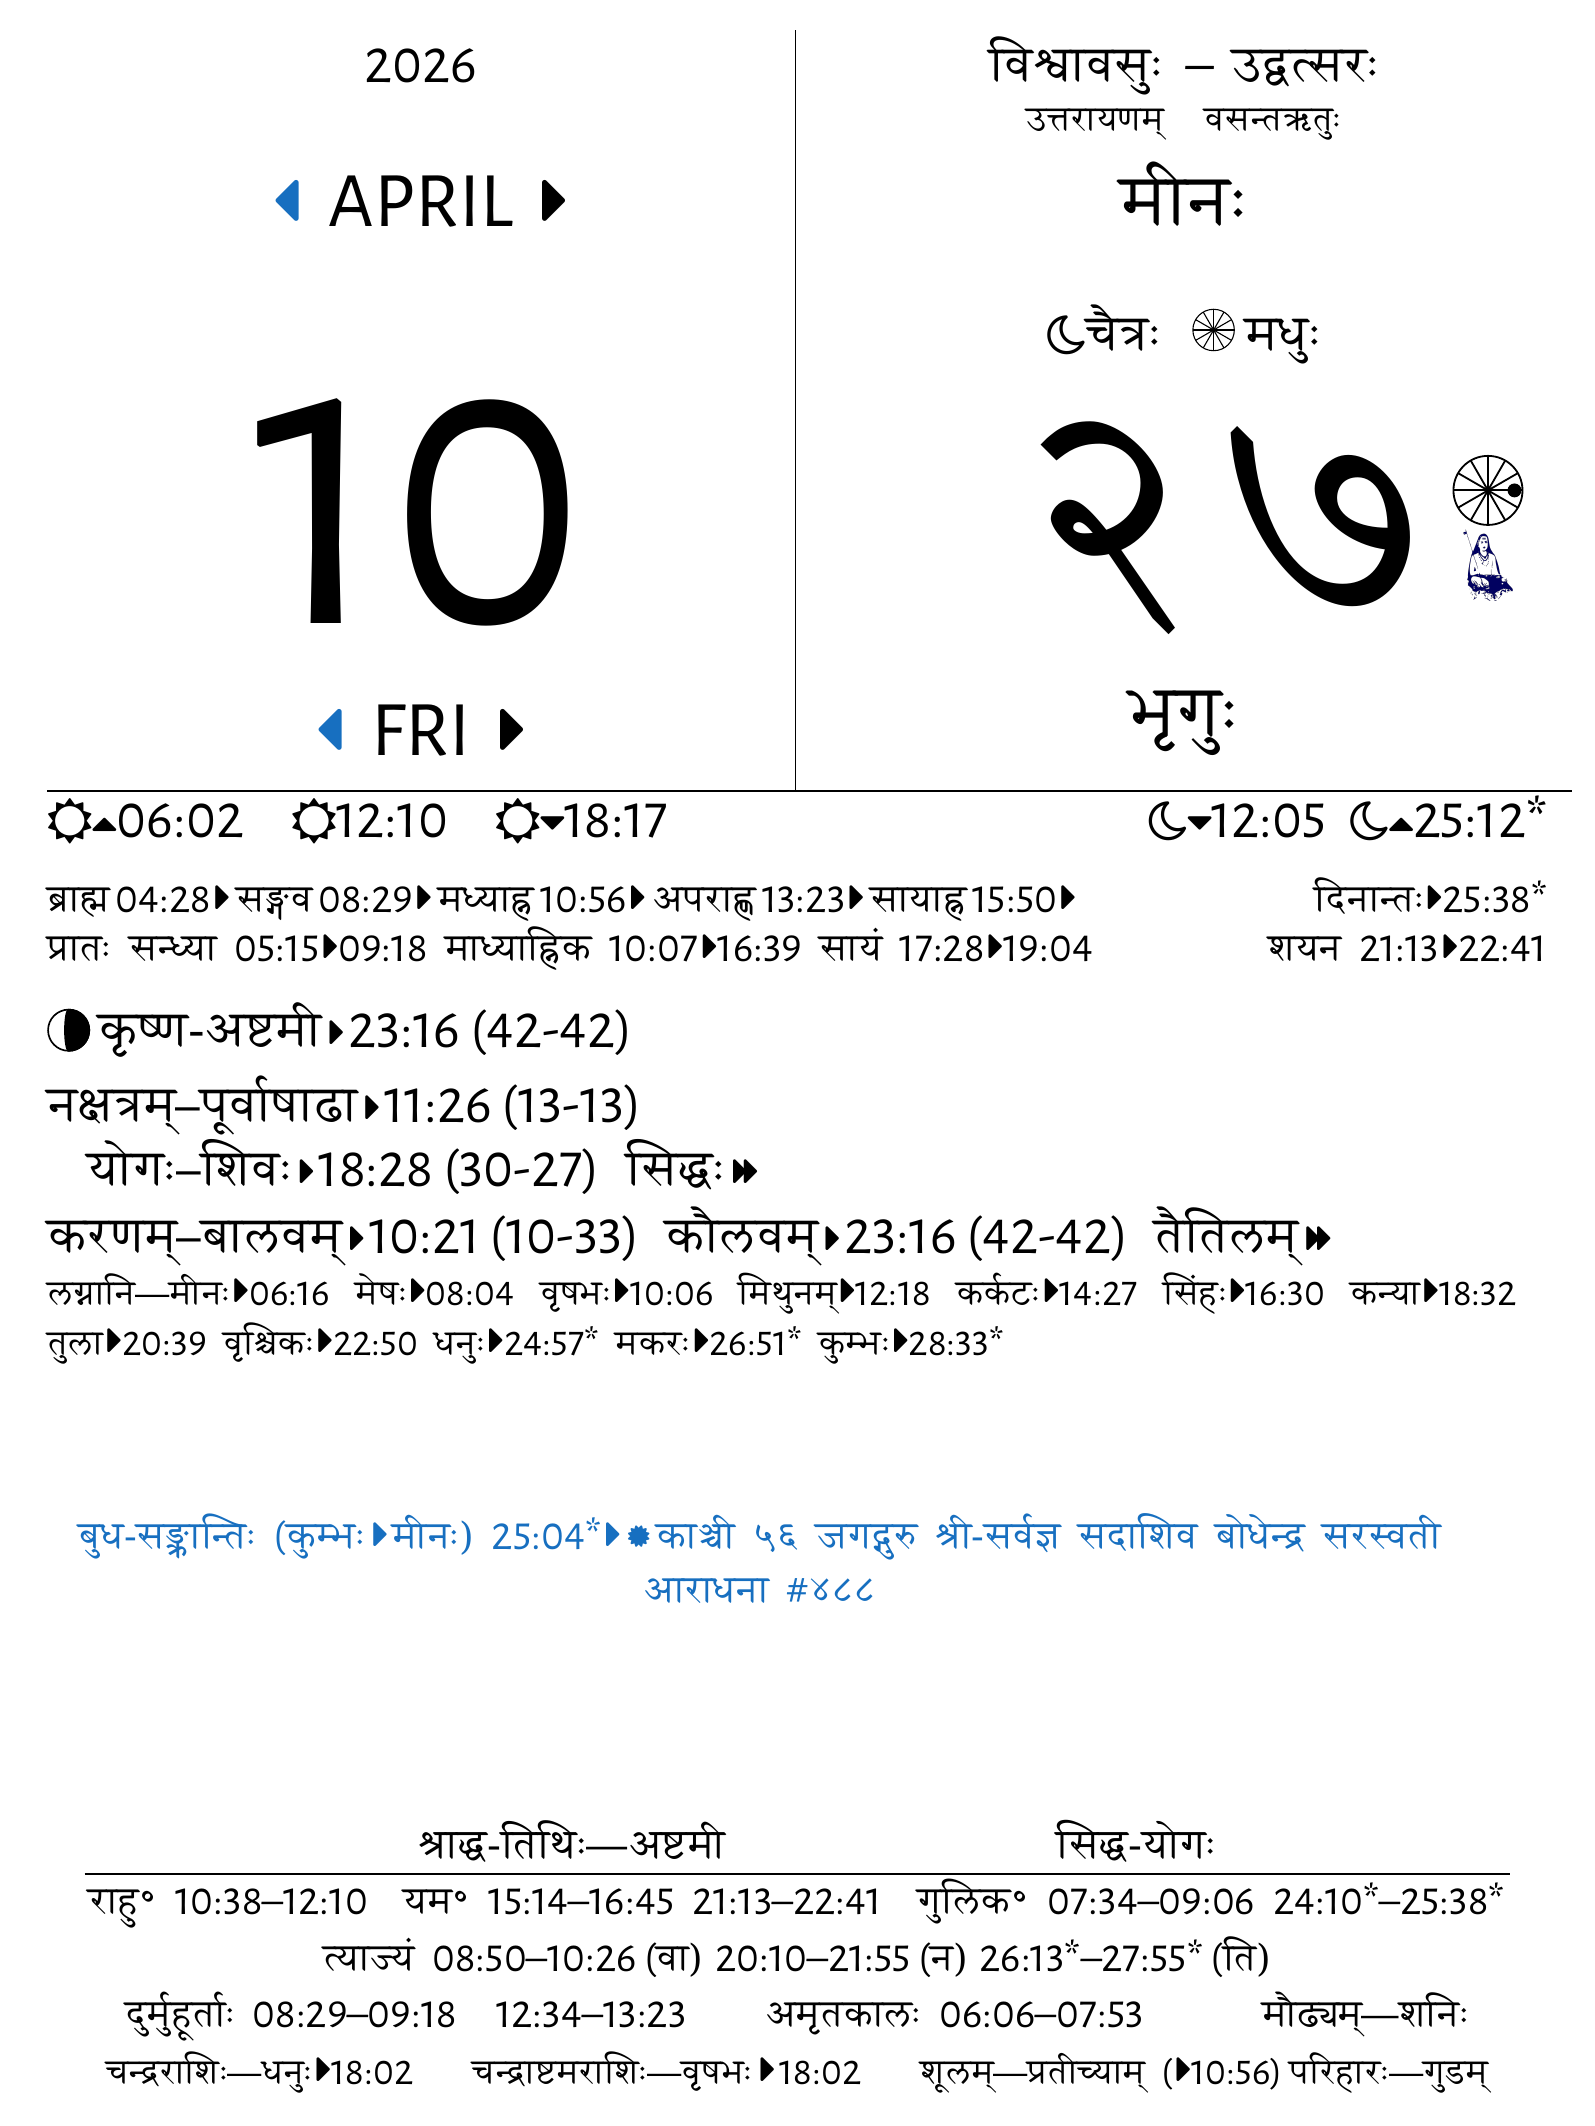 2026
APRIL
10
FRI
विश्वावसुः – उद्वत्सरः
उत्तरायणम् वसन्तऋतुः
मीनः
चैत्रः मधुः
२७
भृगुः
06:02 12:10 18:17 12:05 25:12*
ब्राह्म 04:28 सङ्गव 08:29 मध्याह्न 10:56 अपराह्ण 13:23 सायाह्न 15:50 दिनान्तः 25:38*
प्रातः सन्ध्या 05:15 09:18 माध्याह्निक 10:07 16:39 सायं 17:28 19:04 शयन 21:13 22:41
कृष्ण-अष्टमी 23:16 (42-42)
नक्षत्रम्–पूर्वाषाढा 11:26 (13-13)
योगः–शिवः 18:28 (30-27) सिद्धः
करणम्–बालवम् 10:21 (10-33) कौलवम् 23:16 (42-42) तैतिलम्
लग्नानि—मीनः 06:16 मेषः 08:04 वृषभः 10:06 मिथुनम् 12:18 कर्कटः 14:27 सिंहः 16:30 कन्या 18:32
तुला 20:39 वृश्चिकः 22:50 धनुः 24:57* मकरः 26:51* कुम्भः 28:33*
बुध-सङ्क्रान्तिः (कुम्भः मीनः) 25:04* काञ्ची ५६ जगद्गुरु श्री-सर्वज्ञ सदाशिव बोधेन्द्र सरस्वती
आराधना #४८८
श्राद्ध-तिथिः—अष्टमी सिद्ध-योगः
राहु° 10:38–12:10 यम° 15:14–16:45 21:13–22:41 गुलिक° 07:34–09:06 24:10*–25:38*
त्याज्यं 08:50–10:26 (वा) 20:10–21:55 (न) 26:13*–27:55* (ति)
दुर्मुहूर्ताः 08:29–09:18 12:34–13:23 अमृतकालः 06:06–07:53 मौढ्यम्—शनिः
चन्द्रराशिः—धनुः 18:02 चन्द्राष्टमराशिः—वृषभः 18:02 शूलम्—प्रतीच्याम् ( 10:56) परिहारः—गुडम्